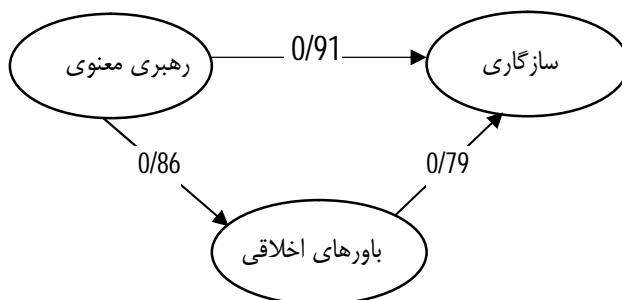 رهبری معنوی
0/91
سازگاری
0/86
0/79
باورهای اخلاقی